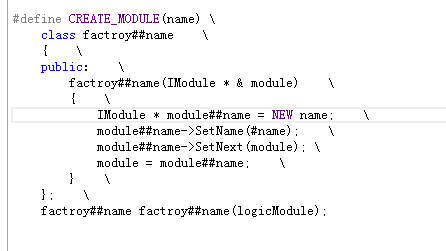 #define CREATE_MODULE(name) \
class factroy##name \
{ \
public: \
factroy##name(IModule * & module) \
{ \
IModule * module##name = NEW name; \
module##name->SetName(#name); \
module##name->SetNext(module); \
module = module##name; \
} \
}; \
factroy##name factroy##name(logicModule);